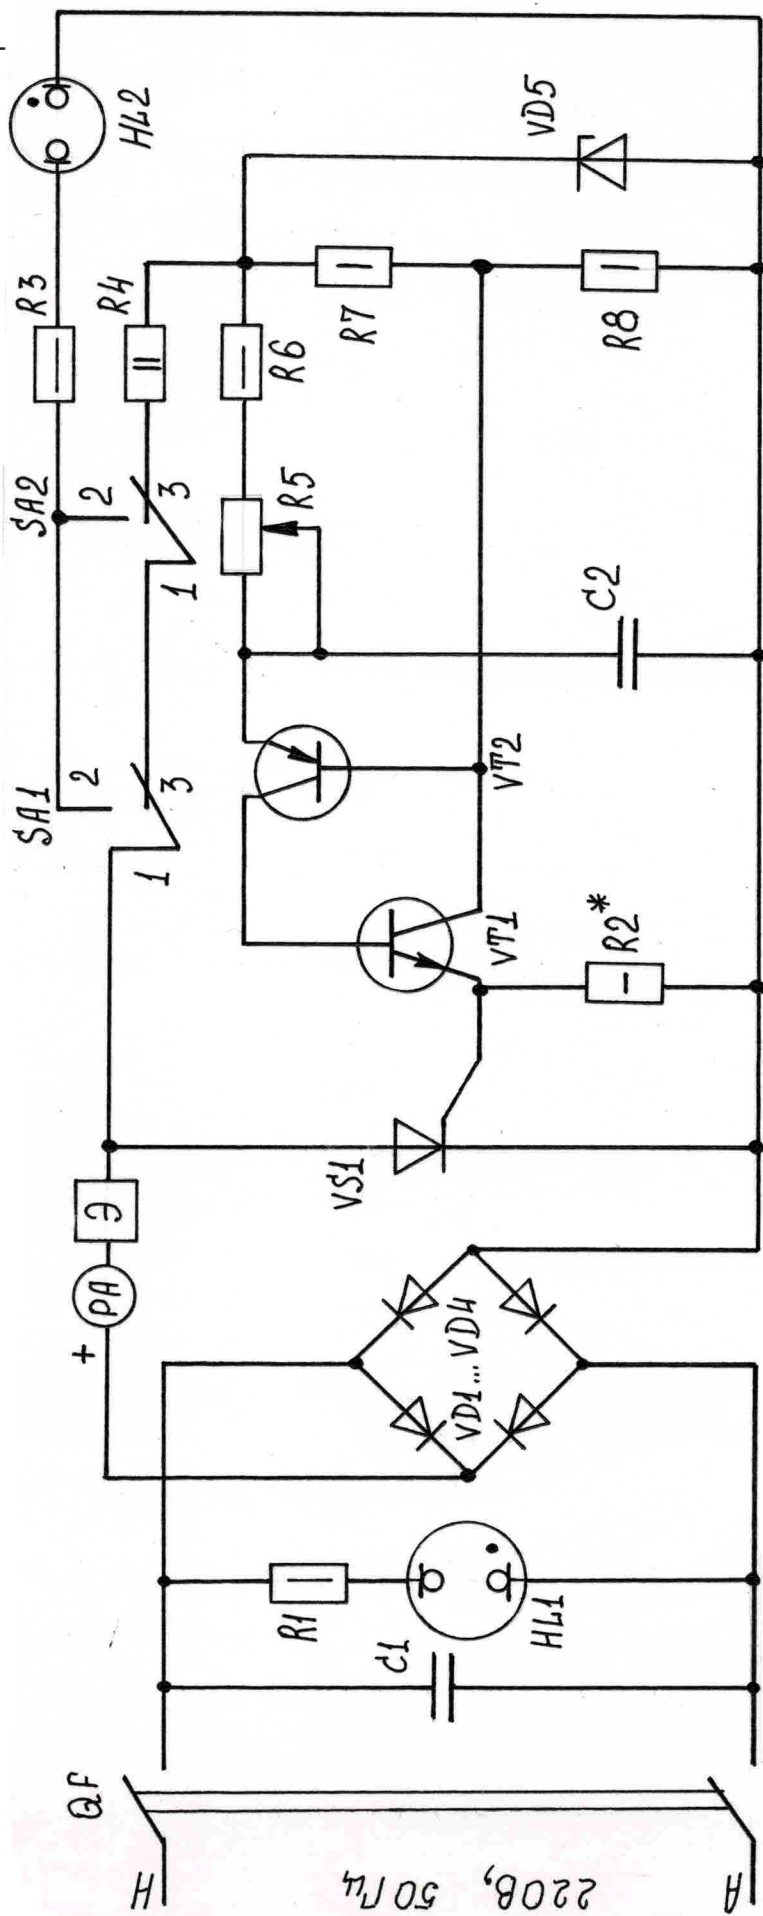 QF
Н
220В,
50Гц
А
C1
R1
HL1
VD1...VD4
+
PA
Э
VS1
SA1
2
1
3
SA2
2
1
3
R3
R4
HL2
R5
R6
R7
VT1
VT2
R2*
C2
R8
VD5